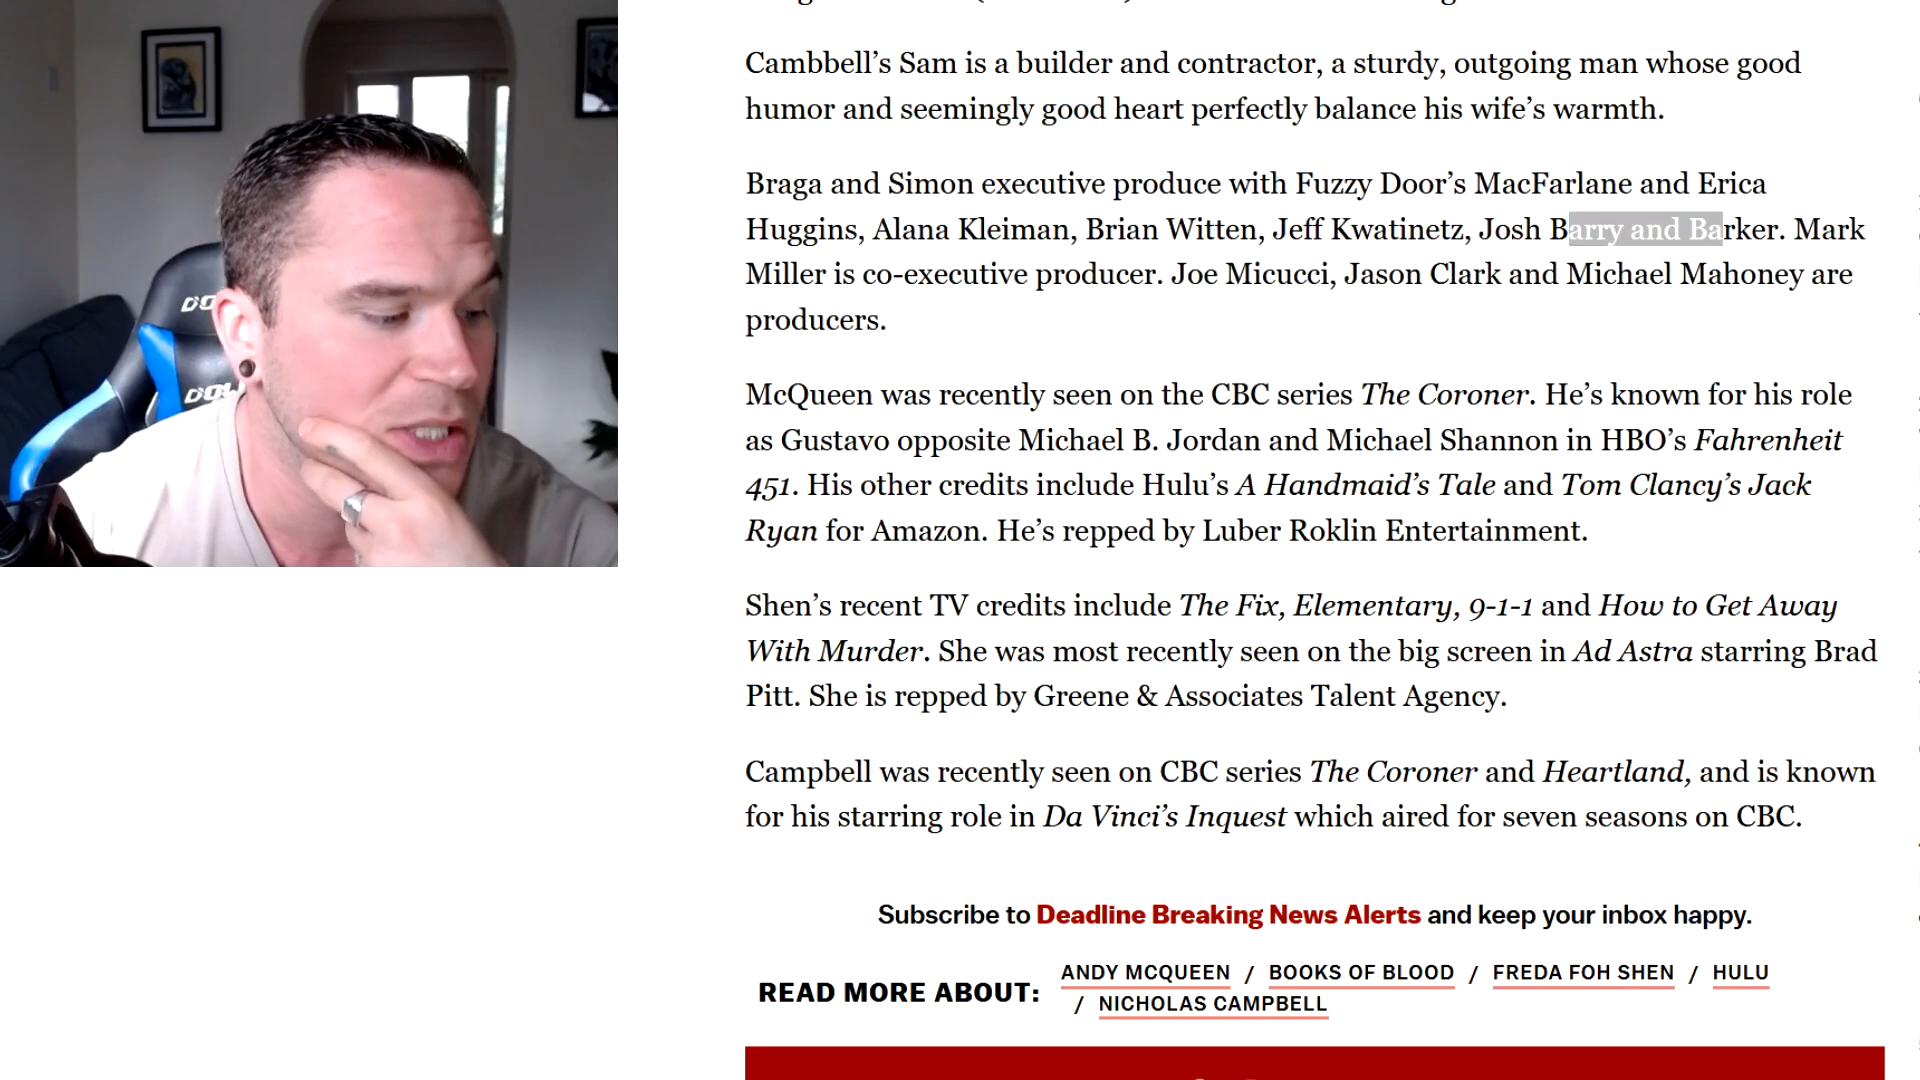 Cambbell’s Sam is a builder and contractor, a sturdy, outgoing man whose good
humor and seemingly good heart perfectly balance his wife’s warmth.
Braga and Simon executive produce with Fuzzy Door’s MacFarlane and Erica
Huggins, Alana Kleiman, Brian Witten, Jeff Kwatinetz, Josh Barry and Barker. Mark
Miller is co-executive producer. Joe Micucci, Jason Clark and Michael Mahoney are
producers.
McQueen was recently seen on the CBC series The Coroner. He’s known for his role
as Gustavo opposite Michael B. Jordan and Michael Shannon in HBO’s Fahrenheit
451. His other credits include Hulu’s A Handmaid’s Tale and Tom Clancy’s Jack
Ryan for Amazon. He’s repped by Luber Roklin Entertainment.
Shen’s recent TV credits include The Fix, Elementary, 9-1-1 and How to Get Away
With Murder. She was most recently seen on the big screen in Ad Astra starring Brad
Pitt. She is repped by Greene & Associates Talent Agency.
Campbell was recently seen on CBC series The Coroner and Heartland, and is known
for his starring role in Da Vinci’s Inquest which aired for seven seasons on CBC.
Subscribe to Deadline Breaking News Alerts and keep your inbox happy.
READ MORE ABOUT: ANDY MCQUEEN / BOOKS OF BLOOD / FREDA FOH SHEN / HULU
/ NICHOLAS CAMPBELL